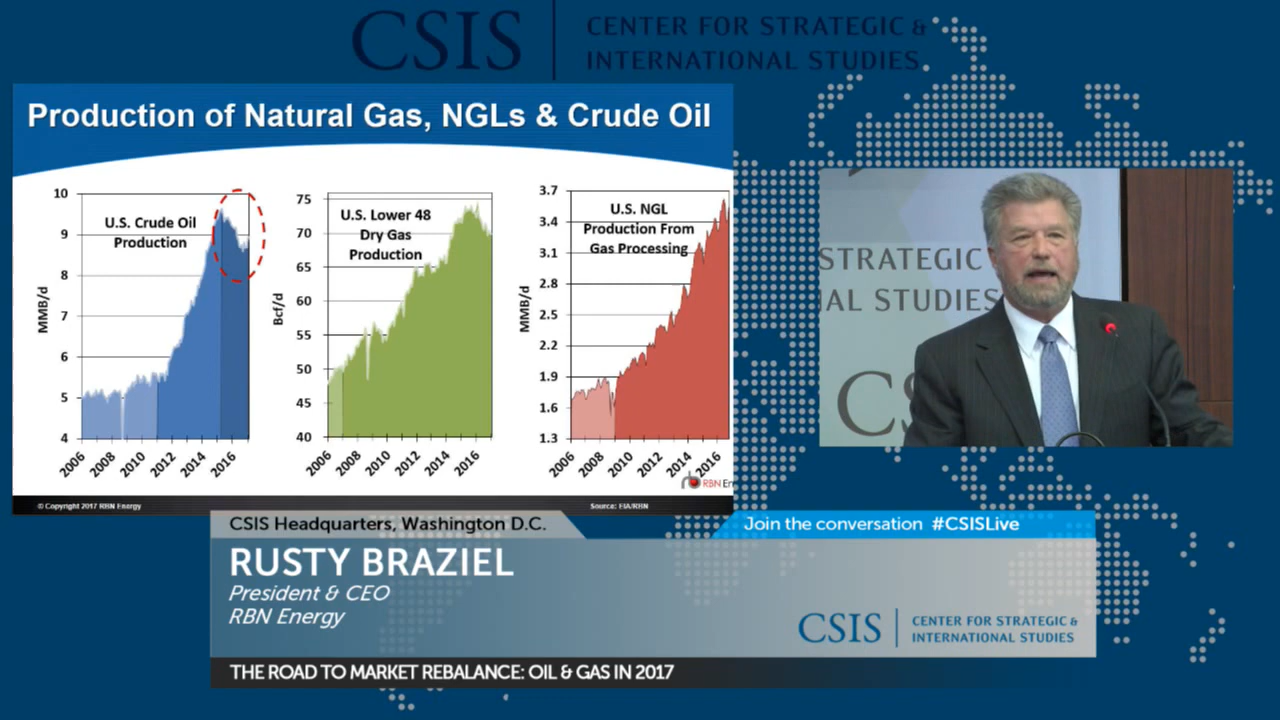 CSIS
CENTER FOR STRATEGIC &
INTERNATIONAL STUDIES
Production of Natural Gas, NGLs & Crude Oil
U.S. Crude Oil
Production
MMB/d
10
9
8
7
6
5
4
2006
2008
2010
2012
2014
2016
U.S. Lower 48
Dry Gas
Production
Bcf/d
75
70
65
60
55
50
45
40
2006
2008
2010
2012
2014
2016
U.S. NGL
Production From
Gas Processing
MMB/d
3.7
3.4
3.1
2.8
2.5
2.2
1.9
1.6
1.3
2006
2008
2010
2012
2014
2016
RBN En
© Copyright 2017 RBN Energy
Source: EIA/RBN
STRATEGIC
AL STUDIES
CS
CSIS Headquarters, Washington D.C.
Join the conversation #CSISLive
RUSTY BRAZIEL
President & CEO
RBN Energy
CSIS
CENTER FOR STRATEGIC &
INTERNATIONAL STUDIES
THE ROAD TO MARKET REBALANCE: OIL & GAS IN 2017